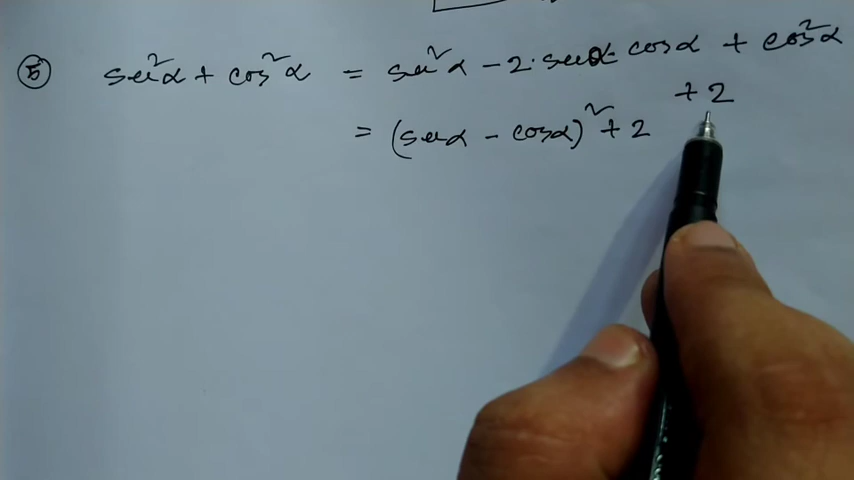 ⑤ sec²α + cos²α = sec²α − 2·secα cosα + cos²α
+ 2
= (secα − cosα)² + 2